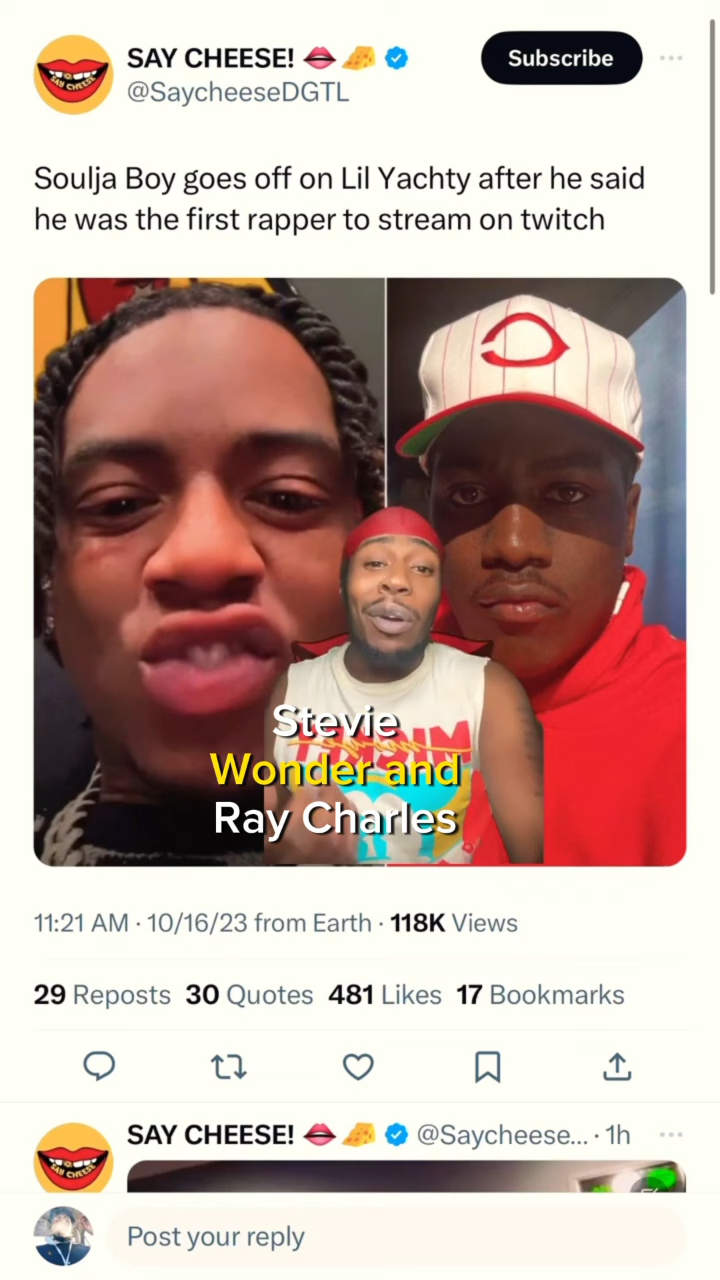 SAY CHEESE! 👄🧀
Subscribe
@SaycheeseDGTL
Soulja Boy goes off on Lil Yachty after he said
he was the first rapper to stream on twitch
Stevie
Wonder and
Ray Charles
11:21 AM · 10/16/23 from Earth · 118K Views
29 Reposts 30 Quotes 481 Likes 17 Bookmarks
SAY CHEESE! 👄🧀 @Saycheese... · 1h
SAY CHEESE
Post your reply